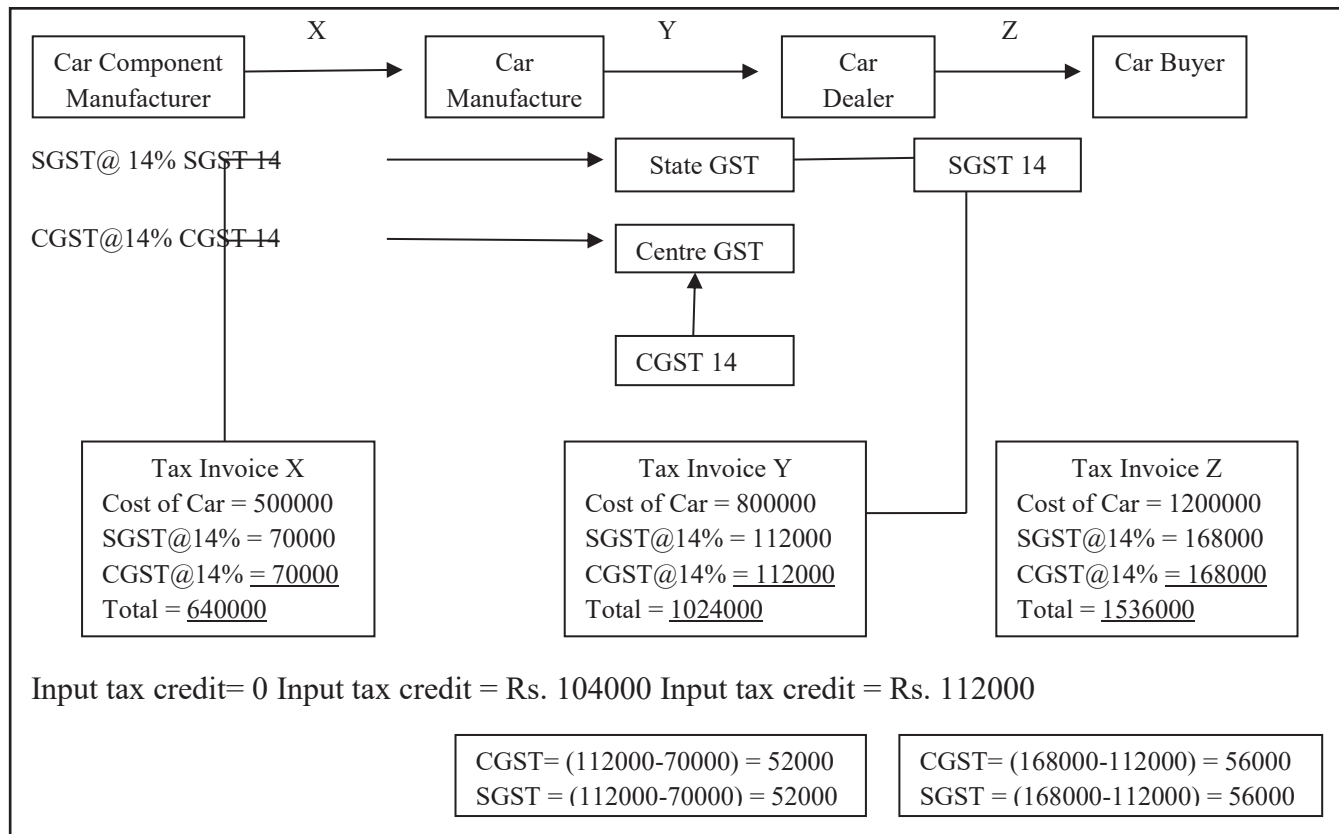 X
Y
Z
Car Component
Manufacturer
Car
Manufacture
Car
Dealer
Car Buyer
SGST@ 14% SGST 14
State GST
SGST 14
CGST@14% CGST 14
Centre GST
CGST 14
Tax Invoice X
Cost of Car = 500000
SGST@14% = 70000
CGST@14% = 70000
Total = 640000
Tax Invoice Y
Cost of Car = 800000
SGST@14% = 112000
CGST@14% = 112000
Total = 1024000
Tax Invoice Z
Cost of Car = 1200000
SGST@14% = 168000
CGST@14% = 168000
Total = 1536000
Input tax credit= 0 Input tax credit = Rs. 104000 Input tax credit = Rs. 112000
CGST= (112000-70000) = 52000
SGST = (112000-70000) = 52000
CGST= (168000-112000) = 56000
SGST = (168000-112000) = 56000